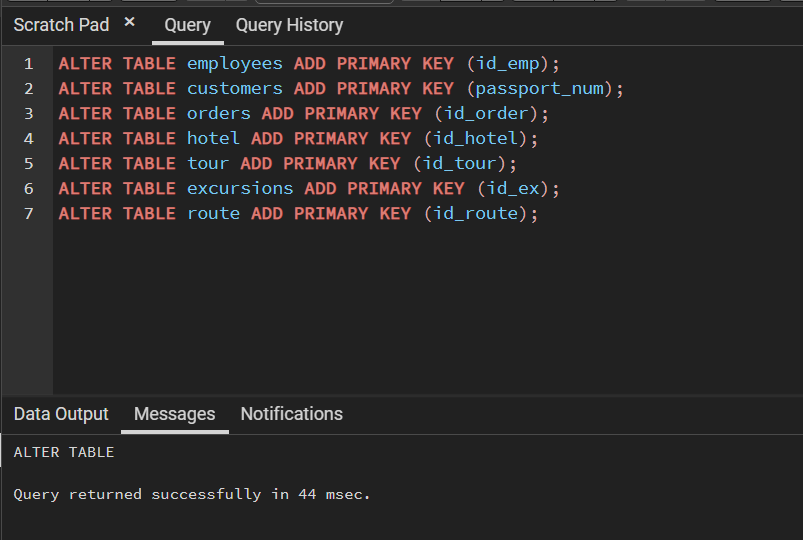 Scratch Pad × Query Query History
1 ALTER TABLE employees ADD PRIMARY KEY (id_emp);
2 ALTER TABLE customers ADD PRIMARY KEY (passport_num);
3 ALTER TABLE orders ADD PRIMARY KEY (id_order);
4 ALTER TABLE hotel ADD PRIMARY KEY (id_hotel);
5 ALTER TABLE tour ADD PRIMARY KEY (id_tour);
6 ALTER TABLE excursions ADD PRIMARY KEY (id_ex);
7 ALTER TABLE route ADD PRIMARY KEY (id_route);
Data Output Messages Notifications
ALTER TABLE
Query returned successfully in 44 msec.